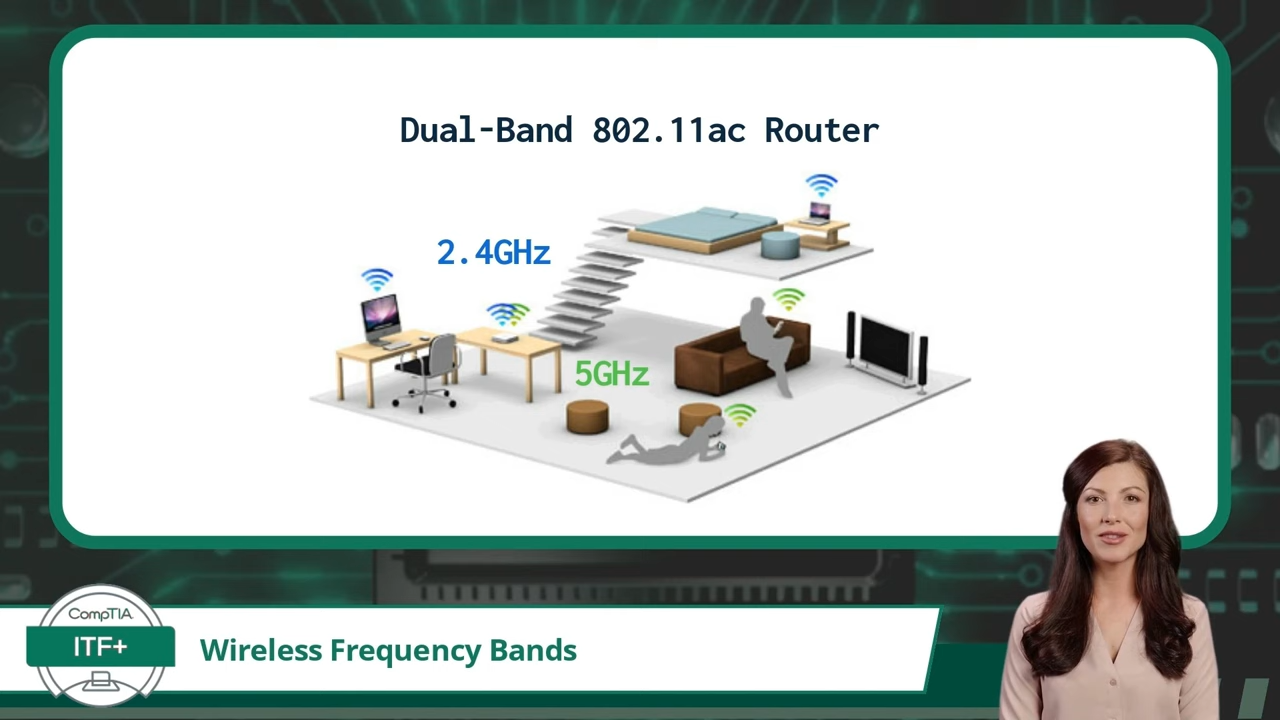 Dual-Band 802.11ac Router
2.4GHz
5GHz
CompTIA.
ITF+
Wireless Frequency Bands